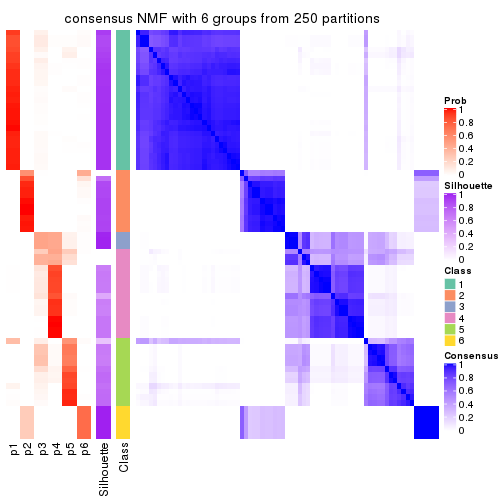 consensus NMF with 6 groups from 250 partitions
Prob
1
0.8
0.6
0.4
0.2
0
Silhouette
1
0.8
0.6
0.4
0.2
0
Class
1
2
3
4
5
6
Consensus
1
0.8
0.6
0.4
0.2
0
p1
p2
p3
p4
p5
p6
Silhouette
Class